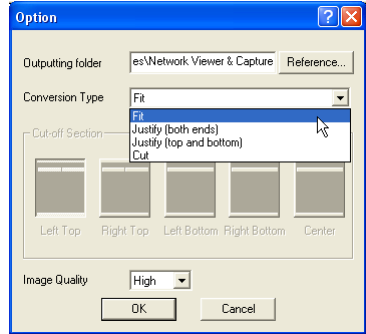 Option
Outputting folder es\Network Viewer & Capture Reference...
Conversion Type Fit
Fit
Justify (both ends)
Justify (top and bottom)
Cut
Cut-off Section
Left Top Right Top Left Bottom Right Bottom Center
Image Quality High
OK Cancel